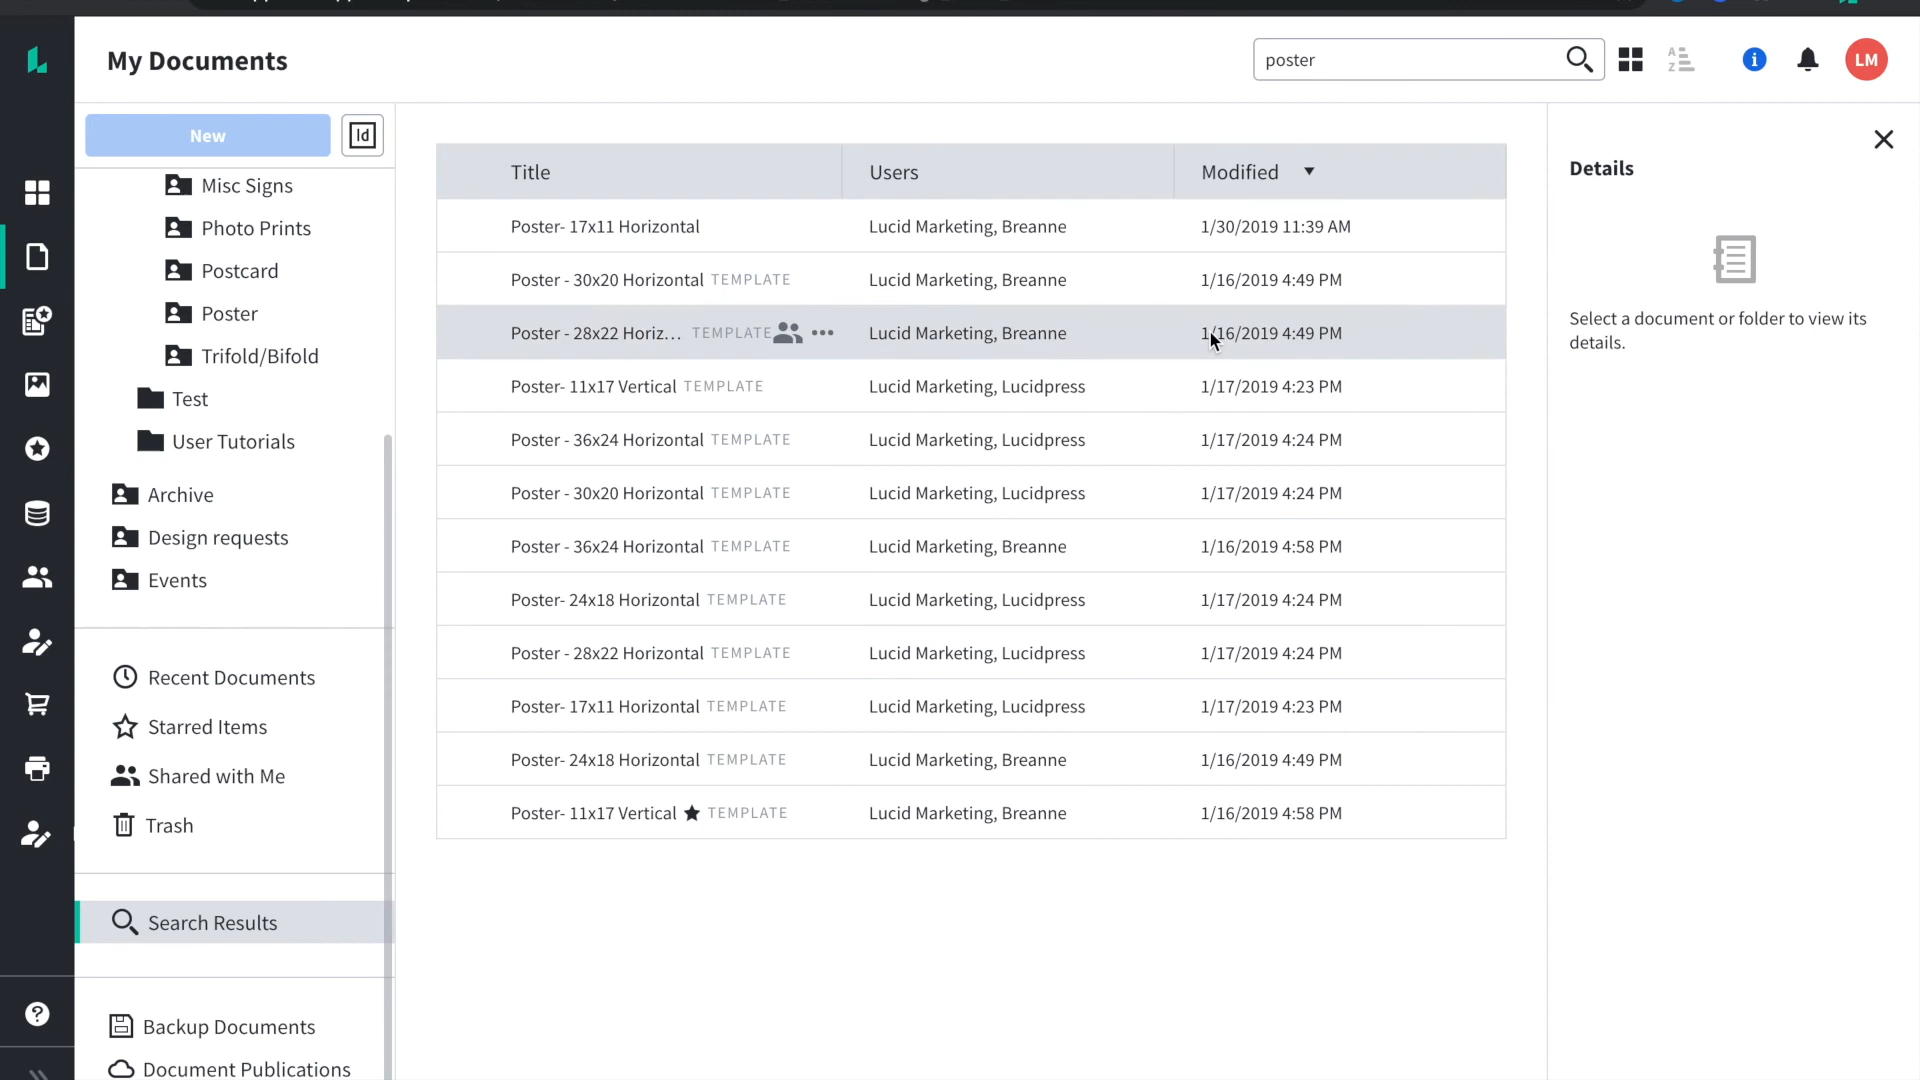 My Documents
poster
LM
New
Id
Misc Signs
Photo Prints
Postcard
Poster
Trifold/Bifold
Test
User Tutorials
Archive
Design requests
Events
Recent Documents
Starred Items
Shared with Me
Trash
Search Results
Backup Documents
Document Publications
Title Users Modified
Poster- 17x11 Horizontal Lucid Marketing, Breanne 1/30/2019 11:39 AM
Poster - 30x20 Horizontal TEMPLATE Lucid Marketing, Breanne 1/16/2019 4:49 PM
Poster - 28x22 Horiz... TEMPLATE Lucid Marketing, Breanne 1/16/2019 4:49 PM
Poster- 11x17 Vertical TEMPLATE Lucid Marketing, Lucidpress 1/17/2019 4:23 PM
Poster - 36x24 Horizontal TEMPLATE Lucid Marketing, Lucidpress 1/17/2019 4:24 PM
Poster - 30x20 Horizontal TEMPLATE Lucid Marketing, Lucidpress 1/17/2019 4:24 PM
Poster - 36x24 Horizontal TEMPLATE Lucid Marketing, Breanne 1/16/2019 4:58 PM
Poster- 24x18 Horizontal TEMPLATE Lucid Marketing, Lucidpress 1/17/2019 4:24 PM
Poster - 28x22 Horizontal TEMPLATE Lucid Marketing, Lucidpress 1/17/2019 4:24 PM
Poster- 17x11 Horizontal TEMPLATE Lucid Marketing, Lucidpress 1/17/2019 4:23 PM
Poster- 24x18 Horizontal TEMPLATE Lucid Marketing, Breanne 1/16/2019 4:49 PM
Poster- 11x17 Vertical TEMPLATE Lucid Marketing, Breanne 1/16/2019 4:58 PM
Details
Select a document or folder to view its
details.